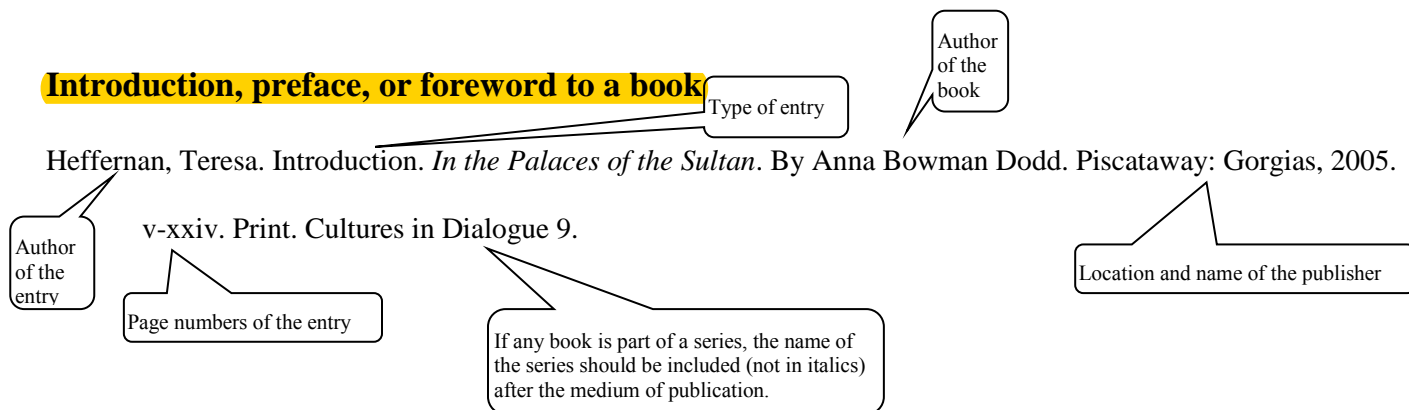 Author
of the
book
Introduction, preface, or foreword to a book
Type of entry
Heffernan, Teresa. Introduction. In the Palaces of the Sultan. By Anna Bowman Dodd. Piscataway: Gorgias, 2005.
v-xxiv. Print. Cultures in Dialogue 9.
Author
of the
entry
Page numbers of the entry
If any book is part of a series, the name of
the series should be included (not in italics)
after the medium of publication.
Location and name of the publisher